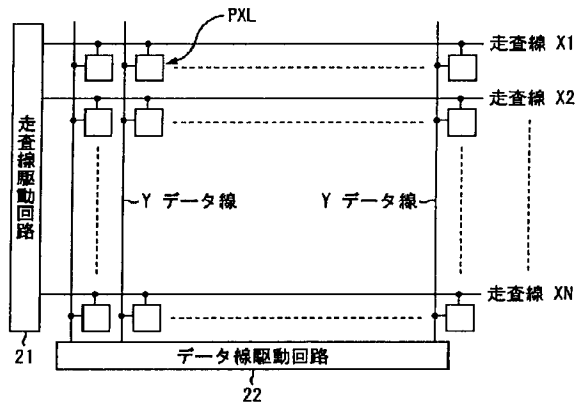 PXL
走査線 X1
走査線 X2
走査線駆動回路
Y データ線
Y データ線
走査線 XN
21
データ線駆動回路
22